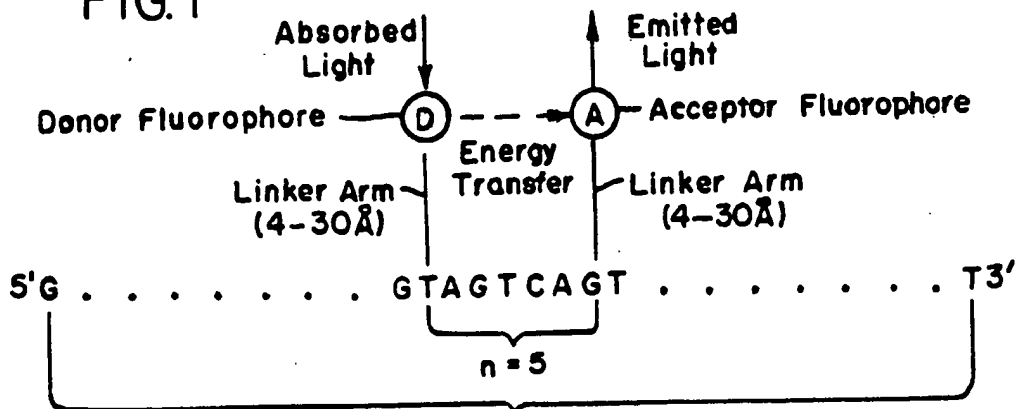 FIG. 1
Absorbed Light
Emitted Light
Donor Fluorophore
D
A
Acceptor Fluorophore
Energy Transfer
Linker Arm (4-30Å)
Linker Arm (4-30Å)
5'G . . . . . . . GTAGTCAGT . . . . . . . T3'
n = 5